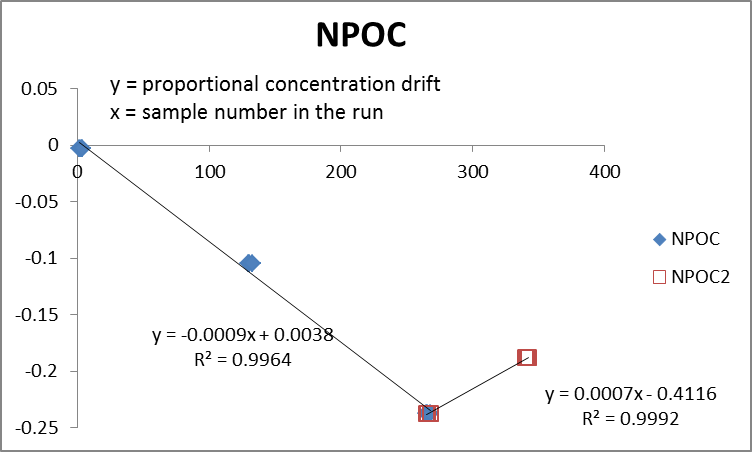 NPOC
y = proportional concentration drift
x = sample number in the run
0.05
0
0 100 200 300 400
-0.05
-0.1
-0.15
-0.2
-0.25
y = -0.0009x + 0.0038
R² = 0.9964
y = 0.0007x - 0.4116
R² = 0.9992
NPOC
NPOC2